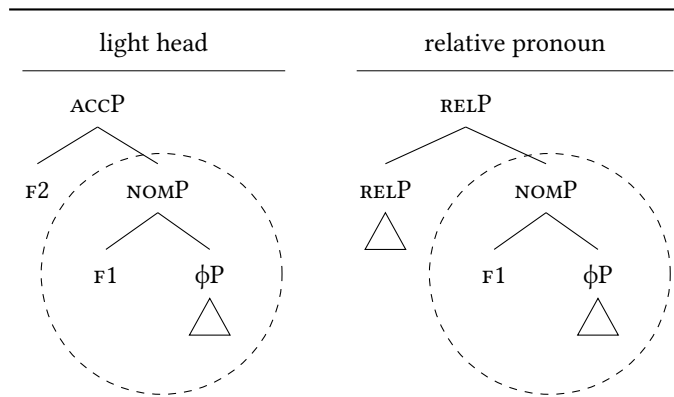 light head relative pronoun
ACCP RELP
F2 NOMP RELP NOMP
F1 ϕP F1 ϕP